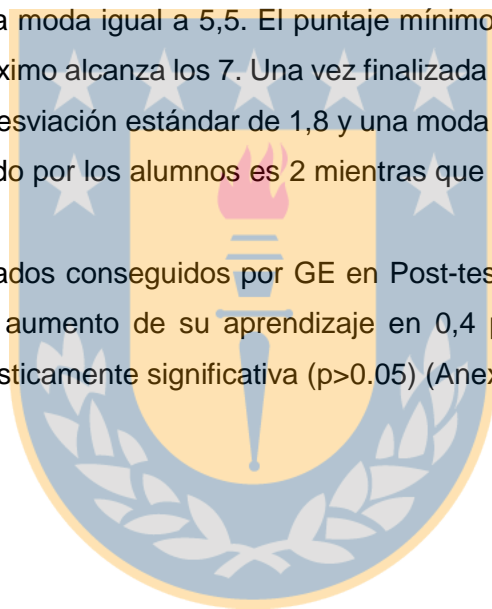 a moda igual a 5,5. El puntaje mínimo
ximo alcanza los 7. Una vez finalizada
esviación estándar de 1,8 y una moda
do por los alumnos es 2 mientras que
ados conseguidos por GE en Post-tes
aumento de su aprendizaje en 0,4 p
sticamente significativa (p>0.05) (Anex